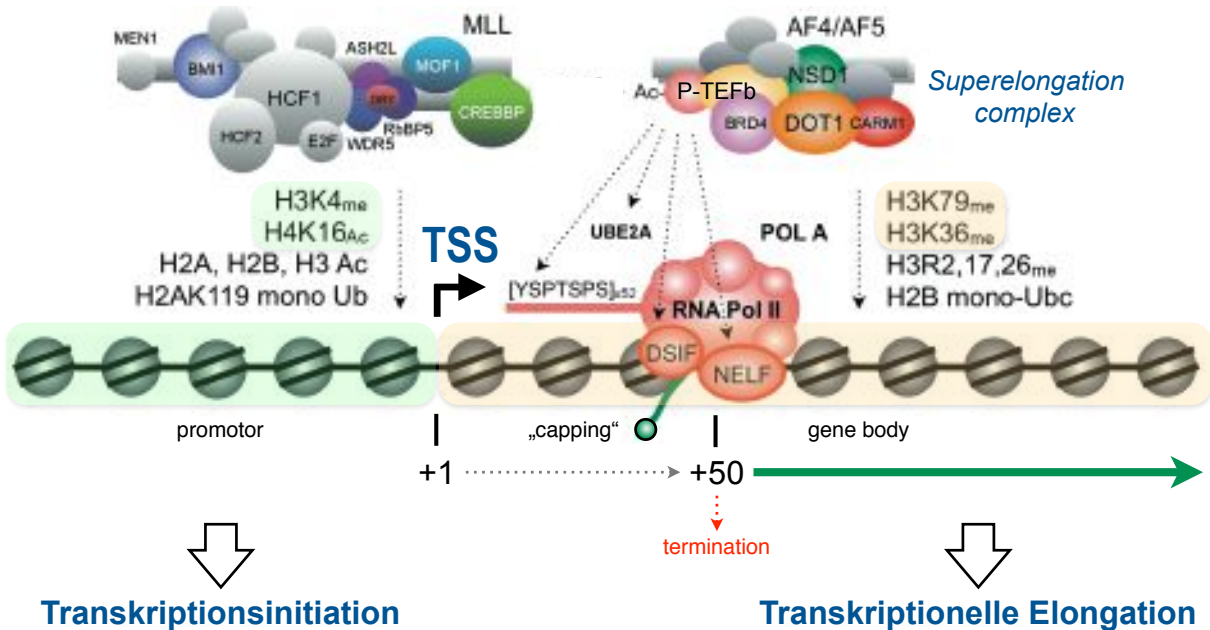 MEN1
BMI1
HCF1
HCF2
E2F
ASH2L
WDR5
RbBP5
MLL
MOF1
CREBBP
AF4/AF5
Ac-
P-TEFb
NSD1
BRD4
DOT1
CARM1
Superelongation
complex
H3K4me
H4K16Ac
H2A, H2B, H3 Ac
H2AK119 mono Ub
TSS
UBE2A
POL A
[YSPTSPS]x52
RNA Pol II
DSIF
NELF
H3K79me
H3K36me
H3R2,17,26me
H2B mono-Ubc
promotor
„capping“
gene body
+1
+50
termination
Transkriptionsinitiation
Transkriptionelle Elongation